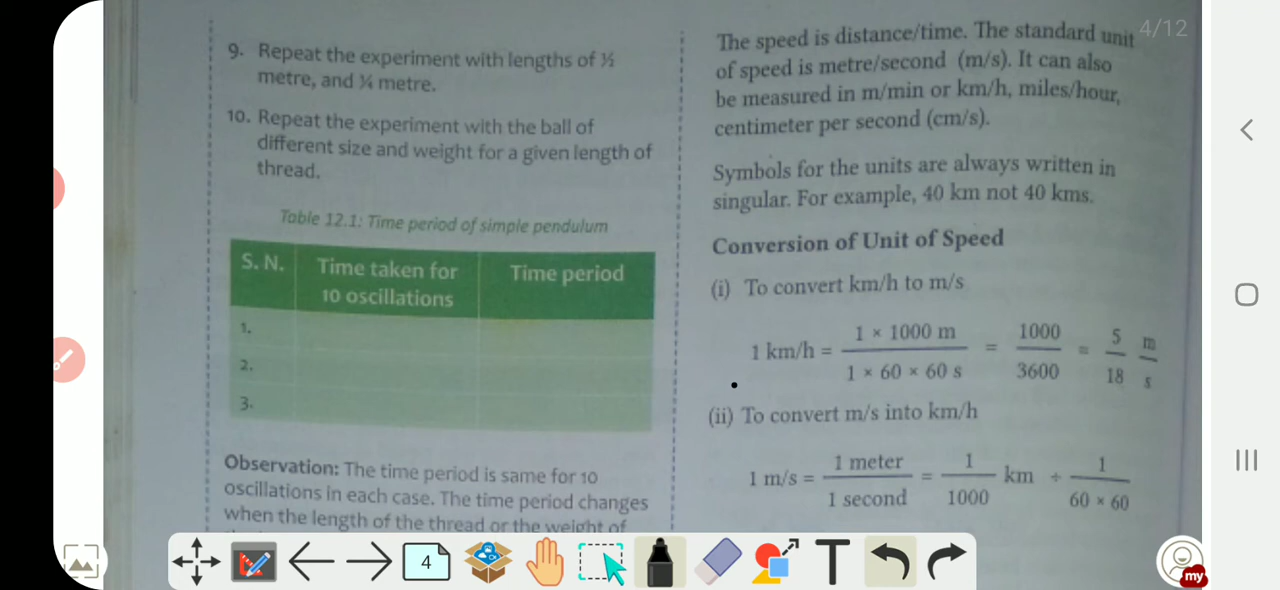 9. Repeat the experiment with lengths of ½
metre, and ¼ metre.
10. Repeat the experiment with the ball of
different size and weight for a given length of
thread.
Table 12.1: Time period of simple pendulum
S. N. Time taken for 10 oscillations Time period
1.
2.
3.
Observation: The time period is same for 10
oscillations in each case. The time period changes
when the length of the thread or the weight of
4/12
The speed is distance/time. The standard unit
of speed is metre/second (m/s). It can also
be measured in m/min or km/h, miles/hour,
centimeter per second (cm/s).
Symbols for the units are always written in
singular. For example, 40 km not 40 kms.
Conversion of Unit of Speed
(i) To convert km/h to m/s
1 km/h = 1 × 1000 m / 1 × 60 × 60 s = 1000 / 3600 = 5 / 18 m / s
(ii) To convert m/s into km/h
1 m/s = 1 meter / 1 second = 1 / 1000 km ÷ 1 / 60 × 60
4
T
my